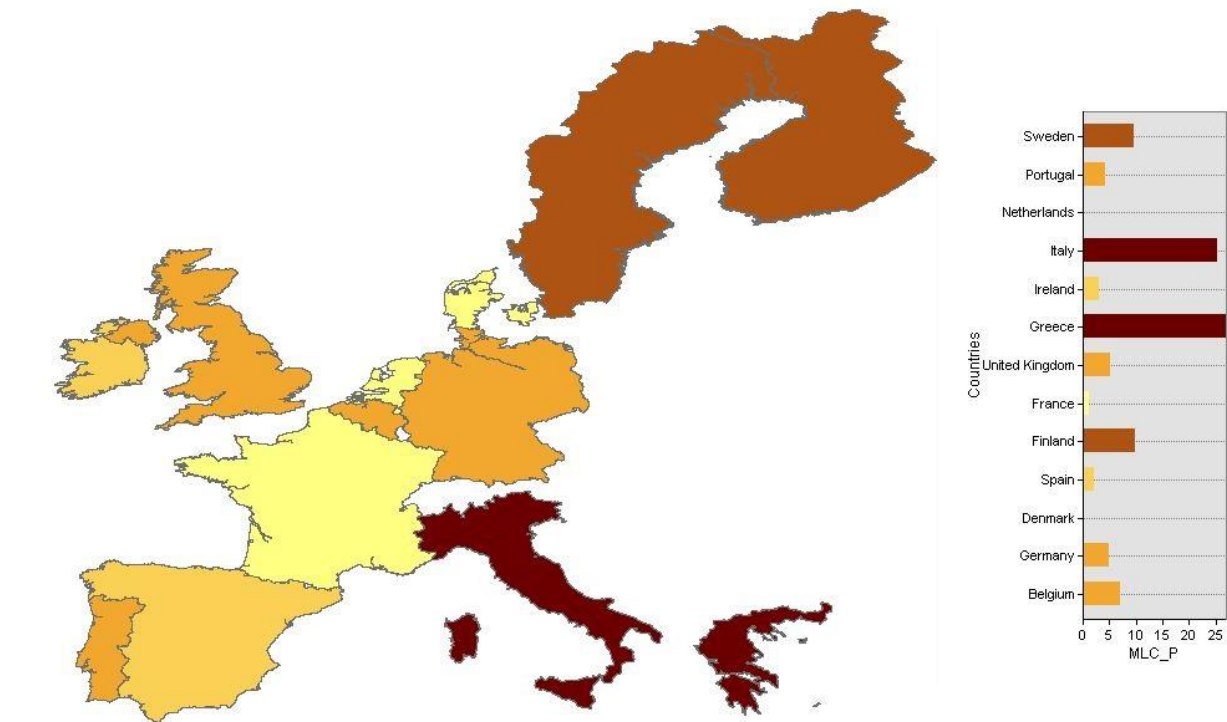 Sweden
Portugal
Netherlands
Italy
Ireland
Greece
United Kingdom
France
Finland
Spain
Denmark
Germany
Belgium
Countries
0 5 10 15 20 25
MLC_P